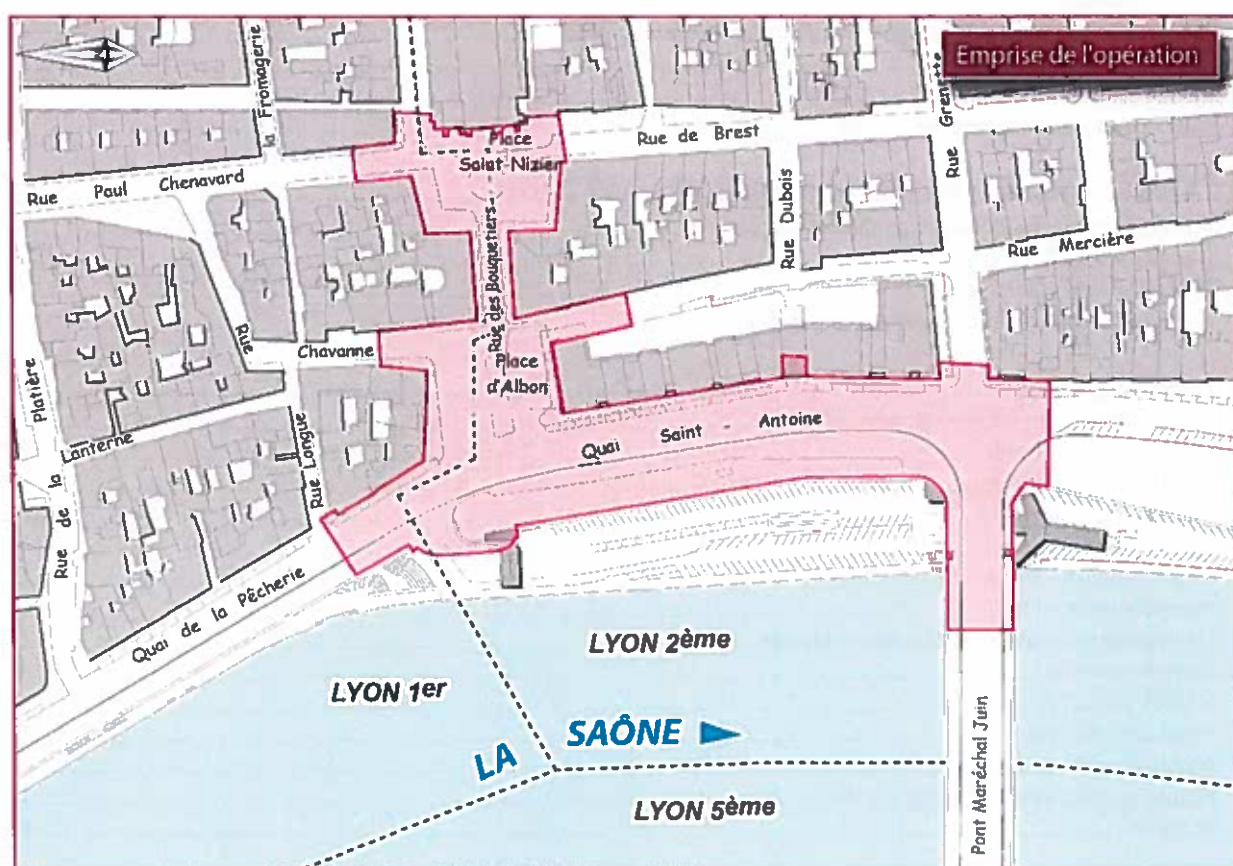 Emprise de l'opération
la Fromagerie
Rue Grenette
Place
Saint-Nizier
Rue de Brest
Rue Paul Chenavard
Rue Dubois
Rue Mercière
Rue des Bouquetiers
Rue
Chavanne
Place
d'Albon
Platière
Lanterne
Rue Longue
Quai Saint - Antoine
Rue de la
Quai de la Pêcherie
LYON 2ème
LYON 1er
LA SAÔNE
LYON 5ème
Pont Maréchal Juin